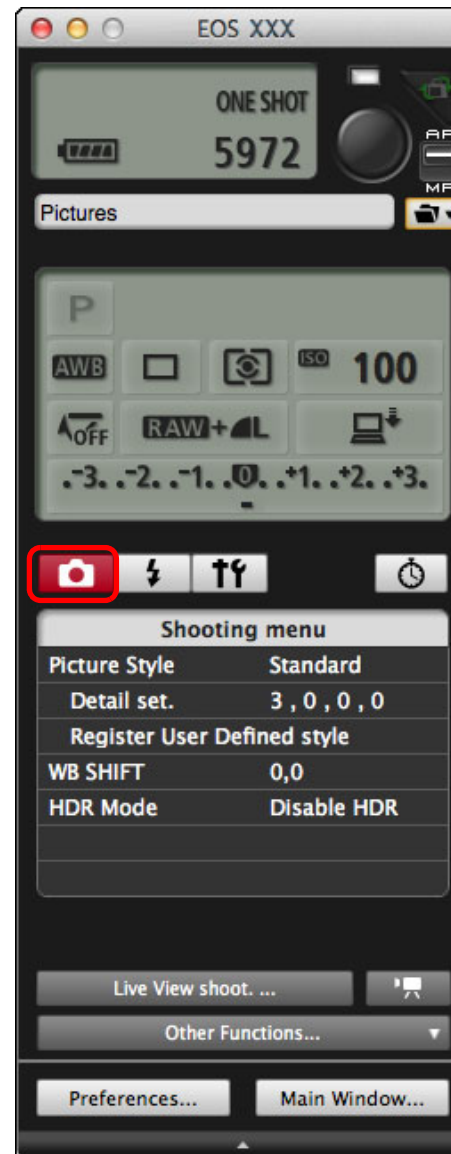 EOS XXX
ONE SHOT
5972
AF
MF
Pictures
P
AWB ISO 100
OFF RAW+L
.-3. .-2. .-1. .0. .+1. .+2. .+3.
Shooting menu
Picture Style Standard
Detail set. 3 , 0 , 0 , 0
Register User Defined style
WB SHIFT 0,0
HDR Mode Disable HDR
Live View shoot. ...
Other Functions...
Preferences... Main Window...